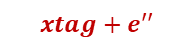 xtag + e′′